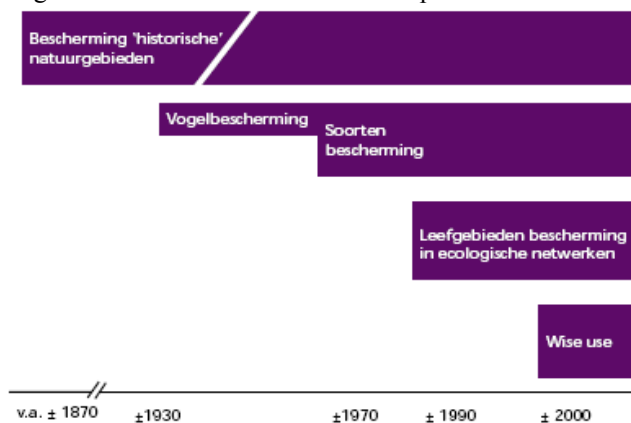 Bescherming 'historische'
natuurgebieden
Vogelbescherming
Soorten
bescherming
Leefgebieden bescherming
in ecologische netwerken
Wise use
v.a. ± 1870
±1930
±1970
± 1990
± 2000